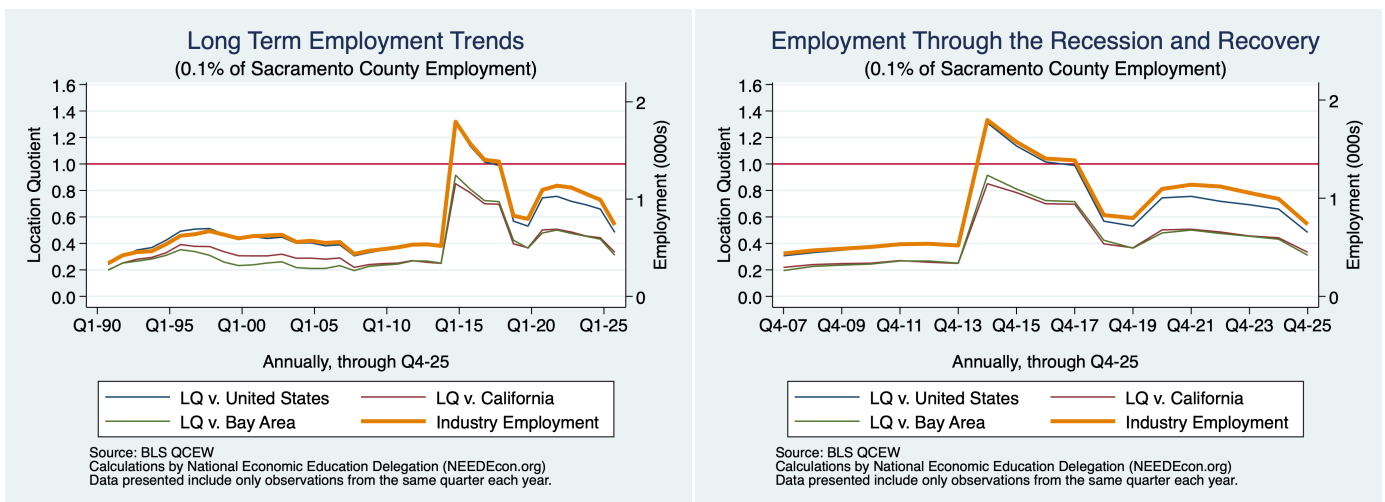 Long Term Employment Trends
(0.1% of Sacramento County Employment)
Location Quotient
1.6
1.4
1.2
1.0
0.8
0.6
0.4
0.2
0.0
2
1
0
Employment (000s)
Q1-90 Q1-95 Q1-00 Q1-05 Q1-10 Q1-15 Q1-20 Q1-25
Annually, through Q4-25
LQ v. United States LQ v. California
LQ v. Bay Area Industry Employment
Source: BLS QCEW
Calculations by National Economic Education Delegation (NEEDEcon.org)
Data presented include only observations from the same quarter each year.
Employment Through the Recession and Recovery
(0.1% of Sacramento County Employment)
Location Quotient
1.6
1.4
1.2
1.0
0.8
0.6
0.4
0.2
0.0
2
1
0
Employment (000s)
Q4-07 Q4-09 Q4-11 Q4-13 Q4-15 Q4-17 Q4-19 Q4-21 Q4-23 Q4-25
Annually, through Q4-25
LQ v. United States LQ v. California
LQ v. Bay Area Industry Employment
Source: BLS QCEW
Calculations by National Economic Education Delegation (NEEDEcon.org)
Data presented include only observations from the same quarter each year.